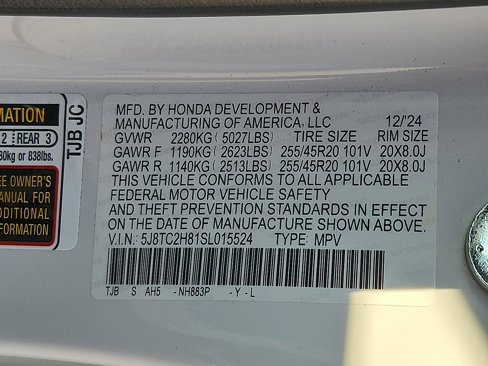 MATION
2 REAR 3
80kg or 838lbs.
EE OWNER'S
ANUAL FOR
ADDITIONAL
FORMATION
TJB JC
MFD. BY HONDA DEVELOPMENT &
MANUFACTURING OF AMERICA, LLC 12/'24
GVWR 2280KG (5027LBS) TIRE SIZE RIM SIZE
GAWR F 1190KG (2623LBS) 255/45R20 101V 20X8.0J
GAWR R 1140KG (2513LBS) 255/45R20 101V 20X8.0J
THIS VEHICLE CONFORMS TO ALL APPLICABLE
FEDERAL MOTOR VEHICLE SAFETY
AND THEFT PREVENTION STANDARDS IN EFFECT
ON THE DATE OF MANUFACTURE SHOWN ABOVE.
V.I.N.: 5J8TC2H81SL015524 TYPE: MPV
TJB S AH5 -NH883P -Y-L